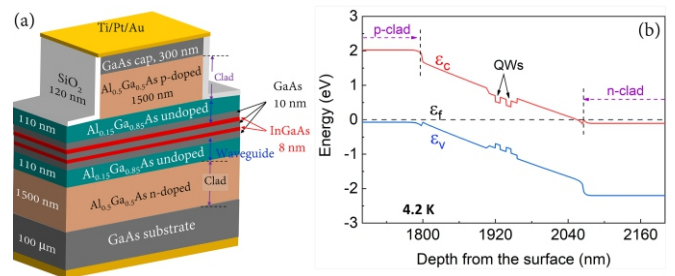 (a)
Ti/Pt/Au
GaAs cap, 300 nm
SiO₂
120 nm
Al₀.₅Ga₀.₅As p-doped
1500 nm
Clad
GaAs
10 nm
110 nm
Al₀.₁₅Ga₀.₈₅As undoped
InGaAs
8 nm
110 nm
Al₀.₁₅Ga₀.₈₅As undoped
Waveguide
1500 nm
Al₀.₅Ga₀.₅As n-doped
Clad
100 μm
GaAs substrate
(b)
p-clad
QWs
n-clad
εc
εf
εv
4.2 K
Energy (eV)
3
2
1
0
-1
-2
-3
1800
1920
2040
2160
Depth from the surface (nm)